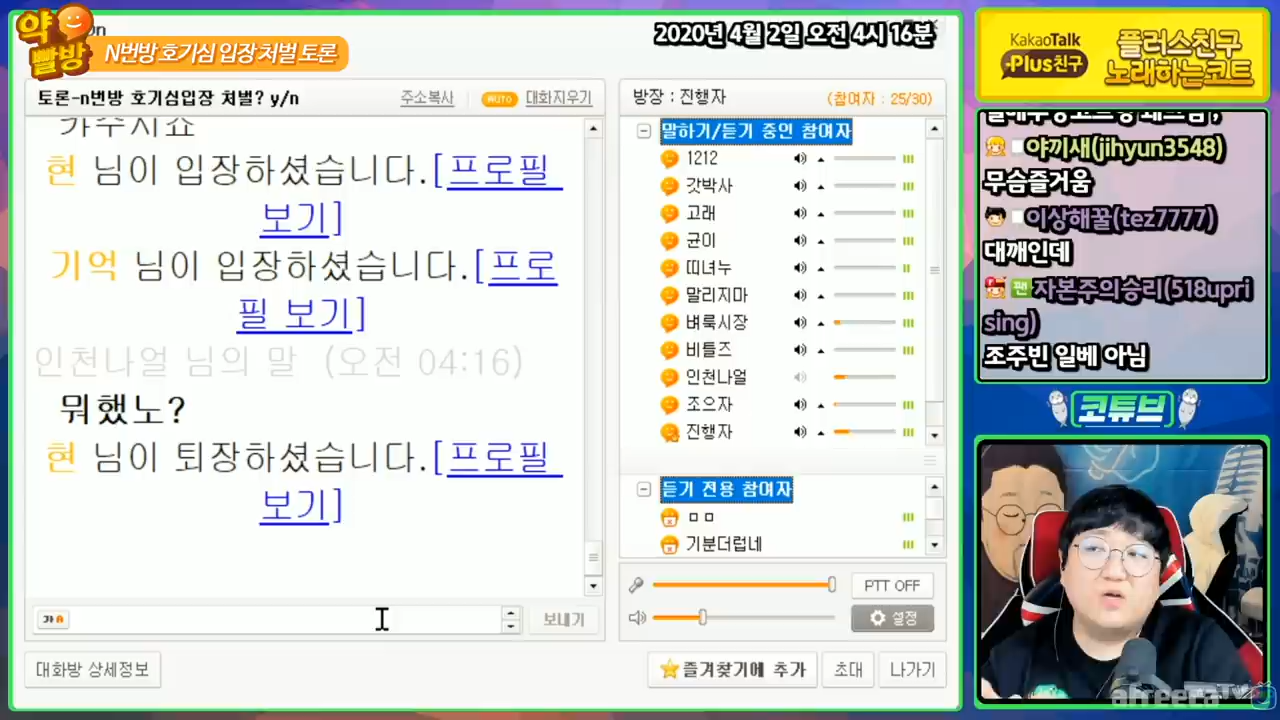 약빨방
N번방 호기심 입장 처벌 토론
2020년 4월 2일 오전 4시 16분
토론-n번방 호기심입장 처벌? y/n
주소복사
AUTO
대화지우기
가주시죠
현 님이 입장하셨습니다.[프로필
보기]
기억 님이 입장하셨습니다.[프로
필 보기]
인천나얼 님의 말 (오전 04:16)
뭐했노?
현 님이 퇴장하셨습니다.[프로필
보기]
가
보내기
대화방 상세정보
방장 : 진행자
(참여자 : 25/30)
말하기/듣기 중인 참여자
1212
갓박사
고래
균이
띠녀누
말리지마
벼룩시장
비틀즈
인천나얼
조으자
진행자
듣기 전용 참여자
ㅁㅁ
기분더럽네
PTT OFF
설정
즐겨찾기에 추가
초대
나가기
KakaoTalk
Plus친구
플러스친구
노래하는코트
야끼새(jihyun3548)
무슴즐거움
이상해꿀(tez7777)
대깨인데
팬 자본주의승리(518upri
sing)
조주빈 일베 아님
코튜브
afreecaTV